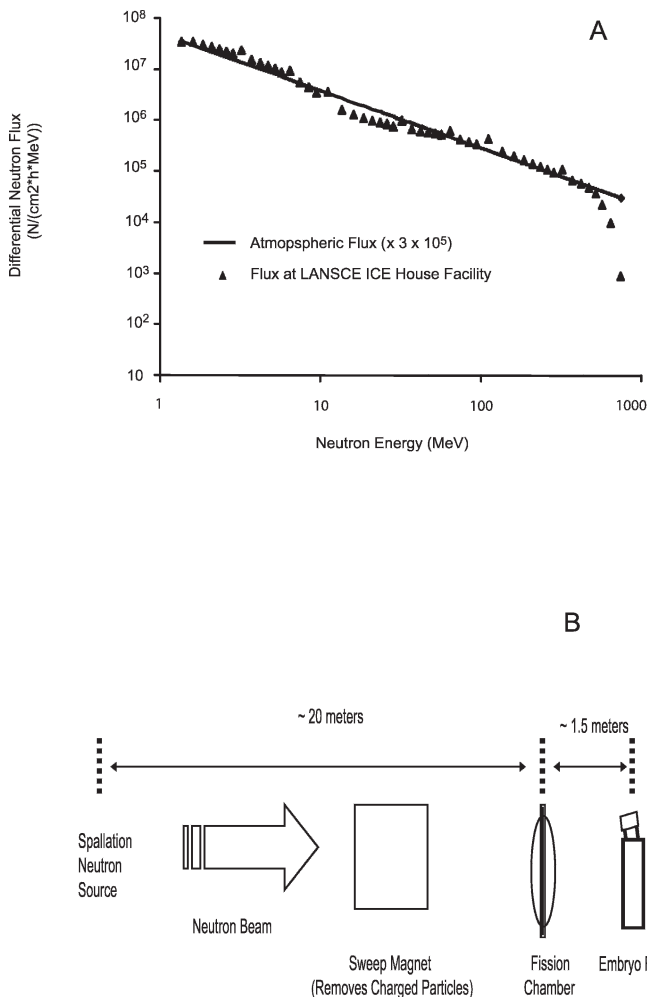 A
Differential Neutron Flux
(N/(cm2*h*MeV))
10⁸
10⁷
10⁶
10⁵
10⁴
10³
10²
10
Atmopspheric Flux (x 3 x 10⁵)
Flux at LANSCE ICE House Facility
1
10
100
1000
Neutron Energy (MeV)
B
~ 20 meters
~ 1.5 meters
Spallation
Neutron
Source
Neutron Beam
Sweep Magnet
(Removes Charged Particles)
Fission
Chamber
Embryo